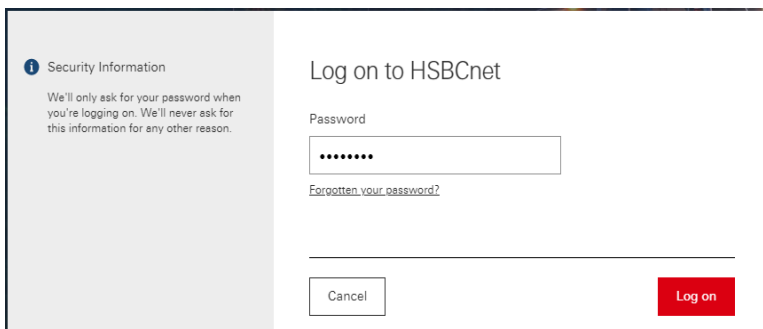 Security Information
We'll only ask for your password when
you're logging on. We'll never ask for
this information for any other reason.
Log on to HSBCnet
Password
••••••••
Forgotten your password?
Cancel
Log on